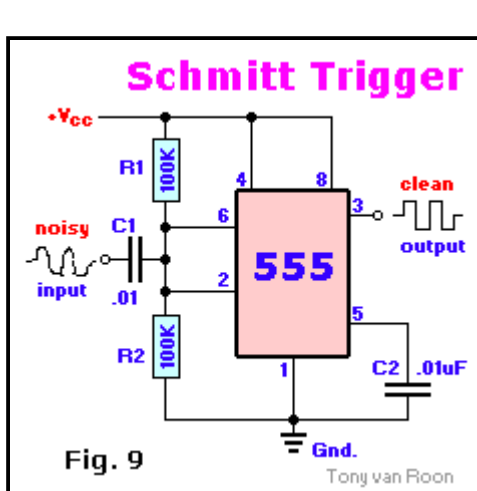 Schmitt Trigger
+Vcc
R1
100K
4
8
clean
3
output
noisy
C1
6
input
.01
2
555
5
R2
100K
1
C2 .01uF
Gnd.
Fig. 9
Tony van Roon